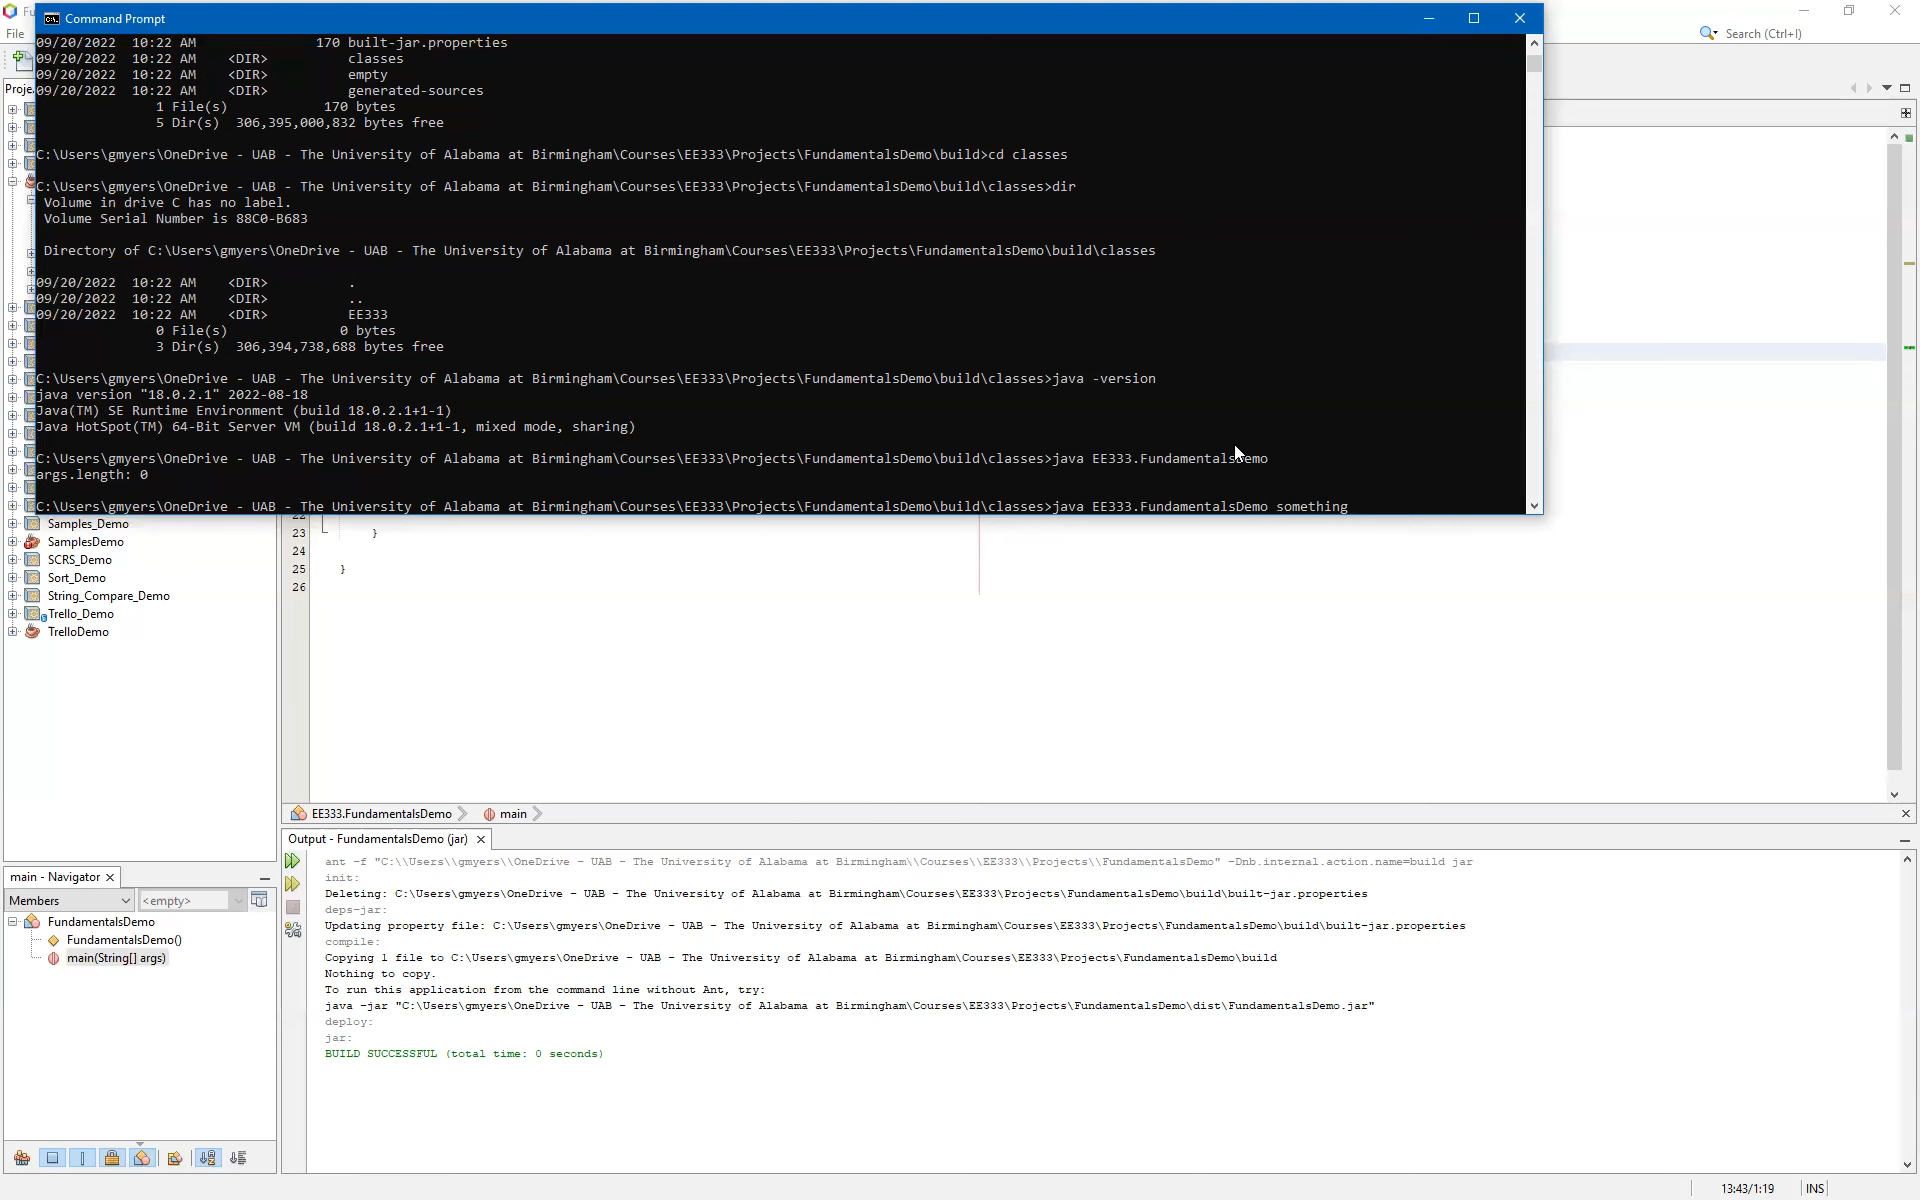 Command Prompt
File
Search (Ctrl+I)
09/20/2022  10:22 AM               170 built-jar.properties
09/20/2022  10:22 AM    <DIR>          classes
09/20/2022  10:22 AM    <DIR>          empty
09/20/2022  10:22 AM    <DIR>          generated-sources
1 File(s)            170 bytes
5 Dir(s)  306,395,000,832 bytes free
C:\Users\gmyers\OneDrive - UAB - The University of Alabama at Birmingham\Courses\EE333\Projects\FundamentalsDemo\build>cd classes
C:\Users\gmyers\OneDrive - UAB - The University of Alabama at Birmingham\Courses\EE333\Projects\FundamentalsDemo\build\classes>dir
Volume in drive C has no label.
Volume Serial Number is 88C0-B683
Directory of C:\Users\gmyers\OneDrive - UAB - The University of Alabama at Birmingham\Courses\EE333\Projects\FundamentalsDemo\build\classes
09/20/2022  10:22 AM    <DIR>          .
09/20/2022  10:22 AM    <DIR>          ..
09/20/2022  10:22 AM    <DIR>          EE333
0 File(s)              0 bytes
3 Dir(s)  306,394,738,688 bytes free
C:\Users\gmyers\OneDrive - UAB - The University of Alabama at Birmingham\Courses\EE333\Projects\FundamentalsDemo\build\classes>java -version
java version "18.0.2.1" 2022-08-18
Java(TM) SE Runtime Environment (build 18.0.2.1+1-1)
Java HotSpot(TM) 64-Bit Server VM (build 18.0.2.1+1-1, mixed mode, sharing)
C:\Users\gmyers\OneDrive - UAB - The University of Alabama at Birmingham\Courses\EE333\Projects\FundamentalsDemo\build\classes>java EE333.FundamentalsDemo
args.length: 0
C:\Users\gmyers\OneDrive - UAB - The University of Alabama at Birmingham\Courses\EE333\Projects\FundamentalsDemo\build\classes>java EE333.FundamentalsDemo something
Samples_Demo
SamplesDemo
SCRS_Demo
Sort_Demo
String_Compare_Demo
Trello_Demo
TrelloDemo
23 }
24
25 }
26
EE333.FundamentalsDemo main
Output - FundamentalsDemo (jar)
ant -f "C:\\Users\\gmyers\\OneDrive - UAB - The University of Alabama at Birmingham\\Courses\\EE333\\Projects\\FundamentalsDemo" -Dnb.internal.action.name=build jar
init:
Deleting: C:\Users\gmyers\OneDrive - UAB - The University of Alabama at Birmingham\Courses\EE333\Projects\FundamentalsDemo\build\built-jar.properties
deps-jar:
Updating property file: C:\Users\gmyers\OneDrive - UAB - The University of Alabama at Birmingham\Courses\EE333\Projects\FundamentalsDemo\build\built-jar.properties
compile:
Copying 1 file to C:\Users\gmyers\OneDrive - UAB - The University of Alabama at Birmingham\Courses\EE333\Projects\FundamentalsDemo\build
Nothing to copy.
To run this application from the command line without Ant, try:
java -jar "C:\Users\gmyers\OneDrive - UAB - The University of Alabama at Birmingham\Courses\EE333\Projects\FundamentalsDemo\dist\FundamentalsDemo.jar"
deploy:
jar:
BUILD SUCCESSFUL (total time: 0 seconds)
main - Navigator
Members <empty>
FundamentalsDemo
FundamentalsDemo()
main(String[] args)
13:43/1:19 INS